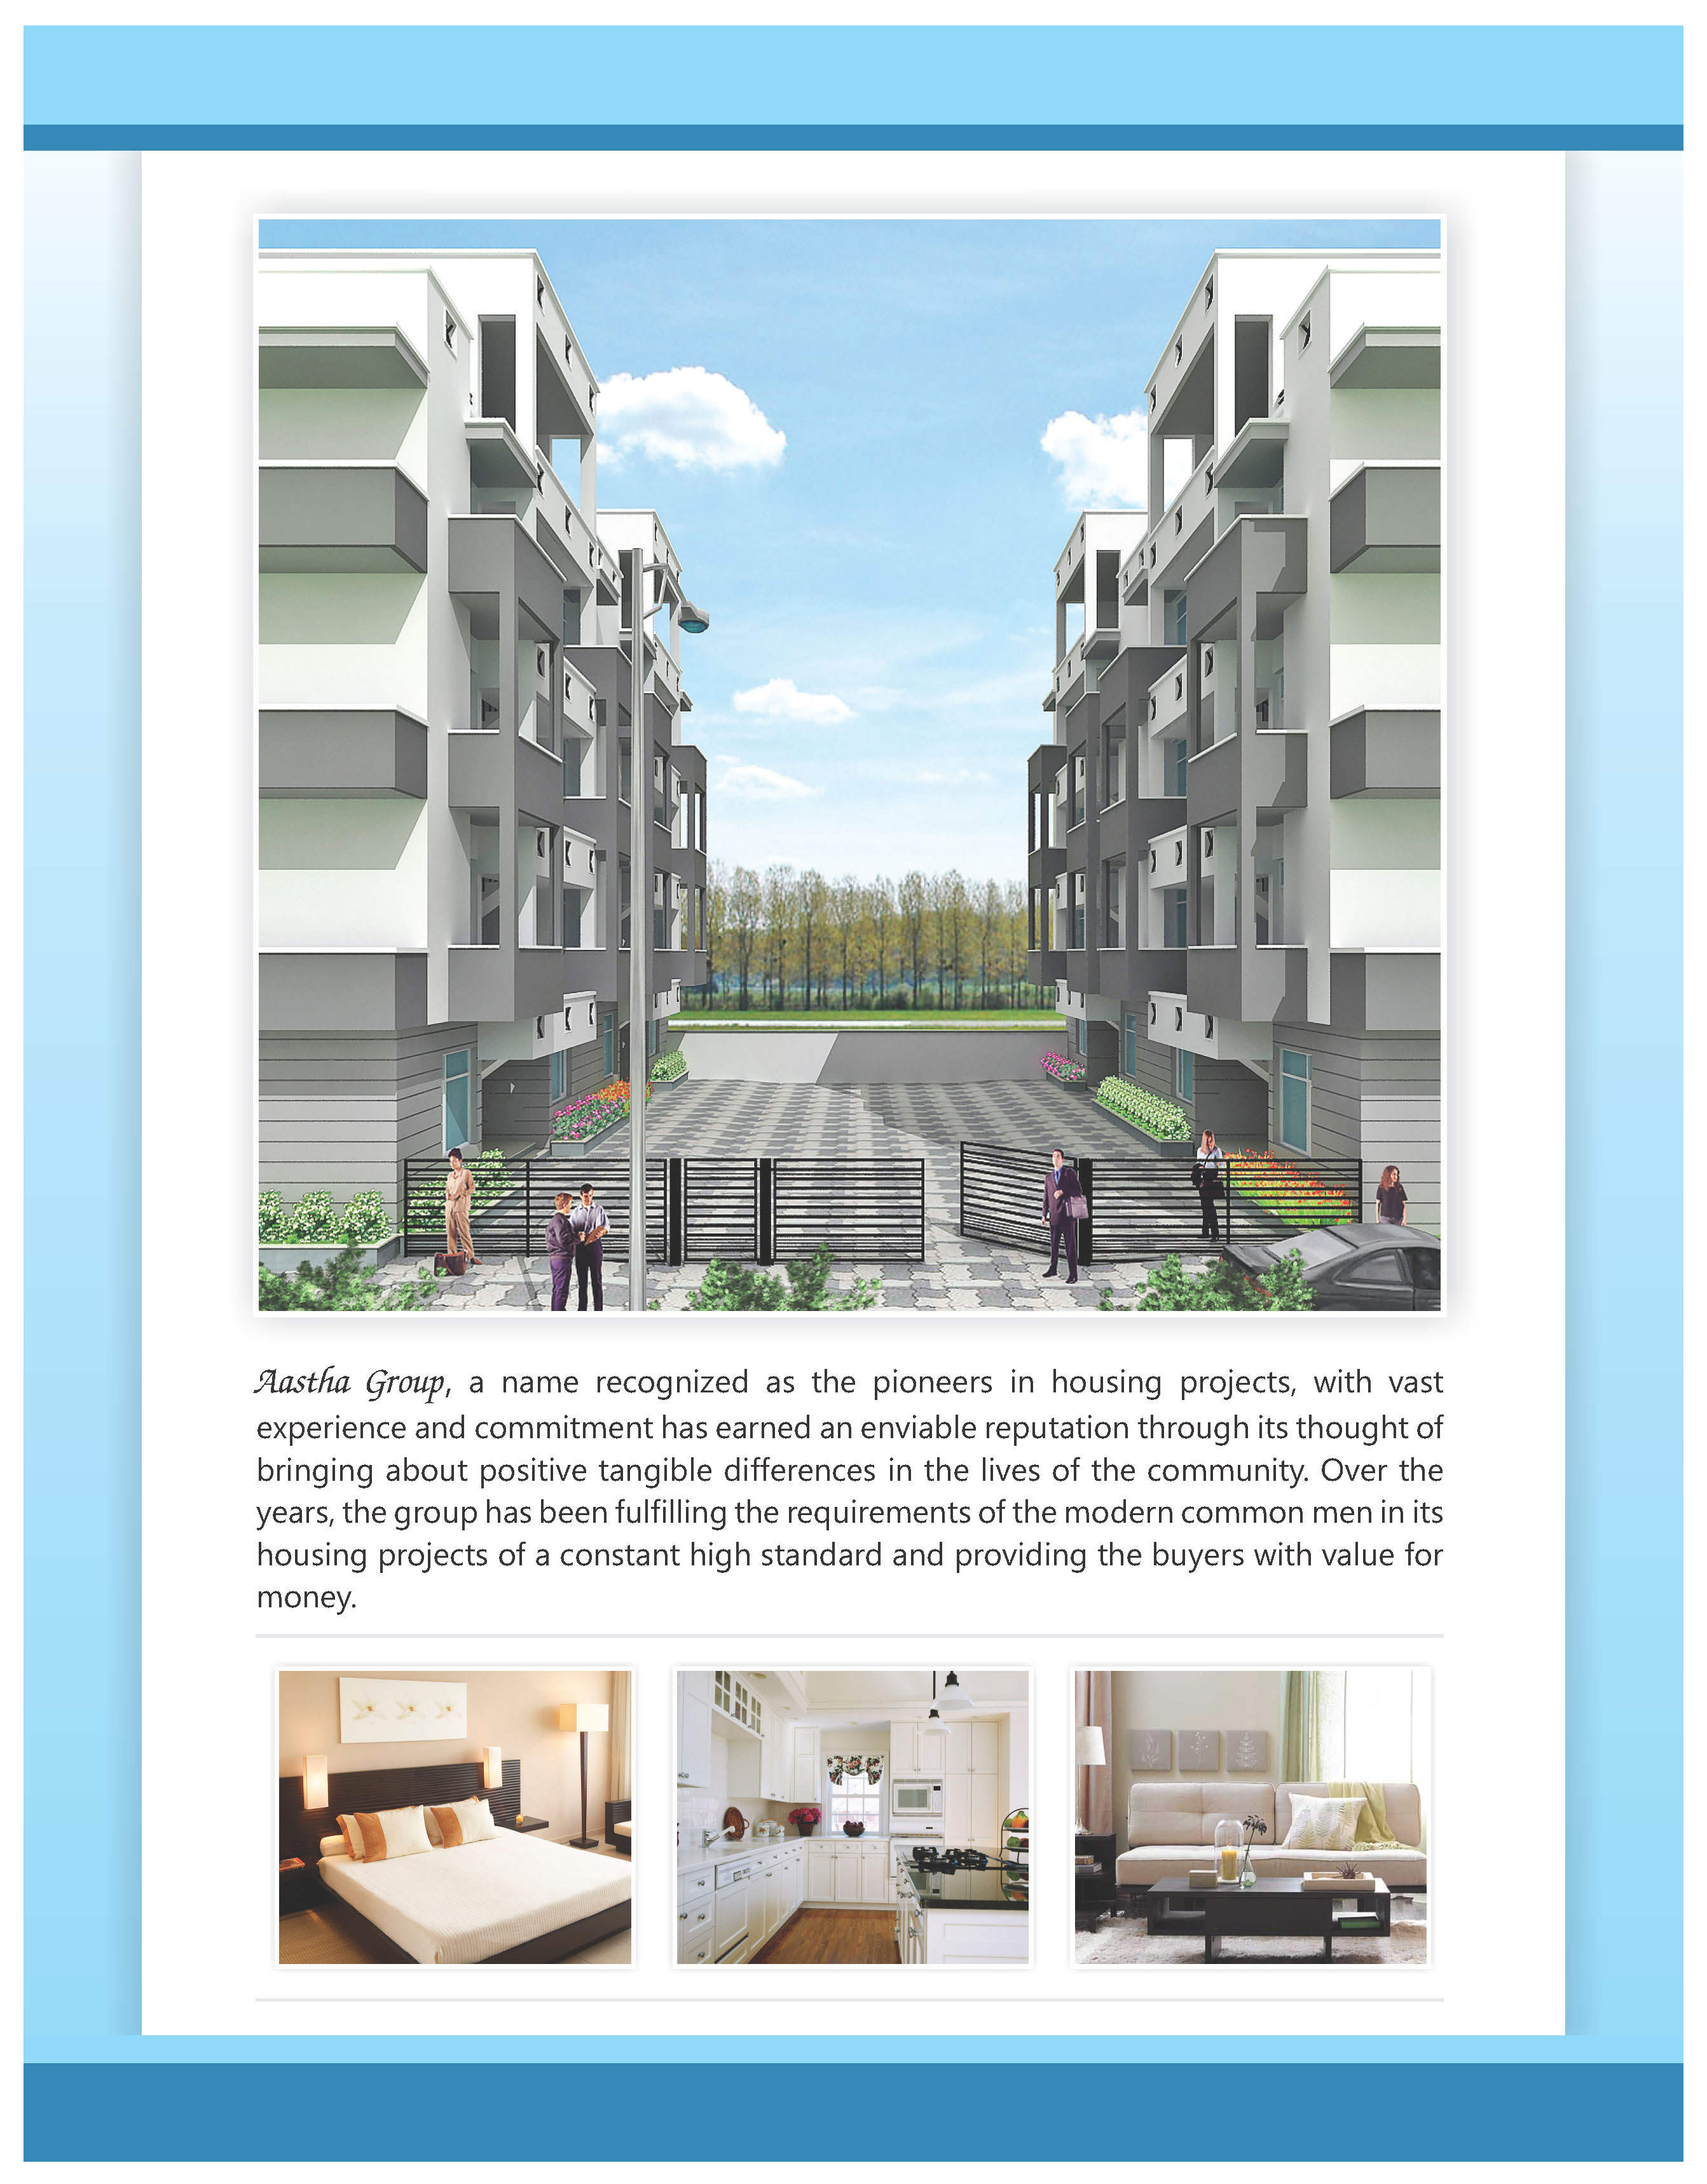 Aastha Group, a name recognized as the pioneers in housing projects, with vast
experience and commitment has earned an enviable reputation through its thought of
bringing about positive tangible differences in the lives of the community. Over the
years, the group has been fulfilling the requirements of the modern common men in its
housing projects of a constant high standard and providing the buyers with value for
money.